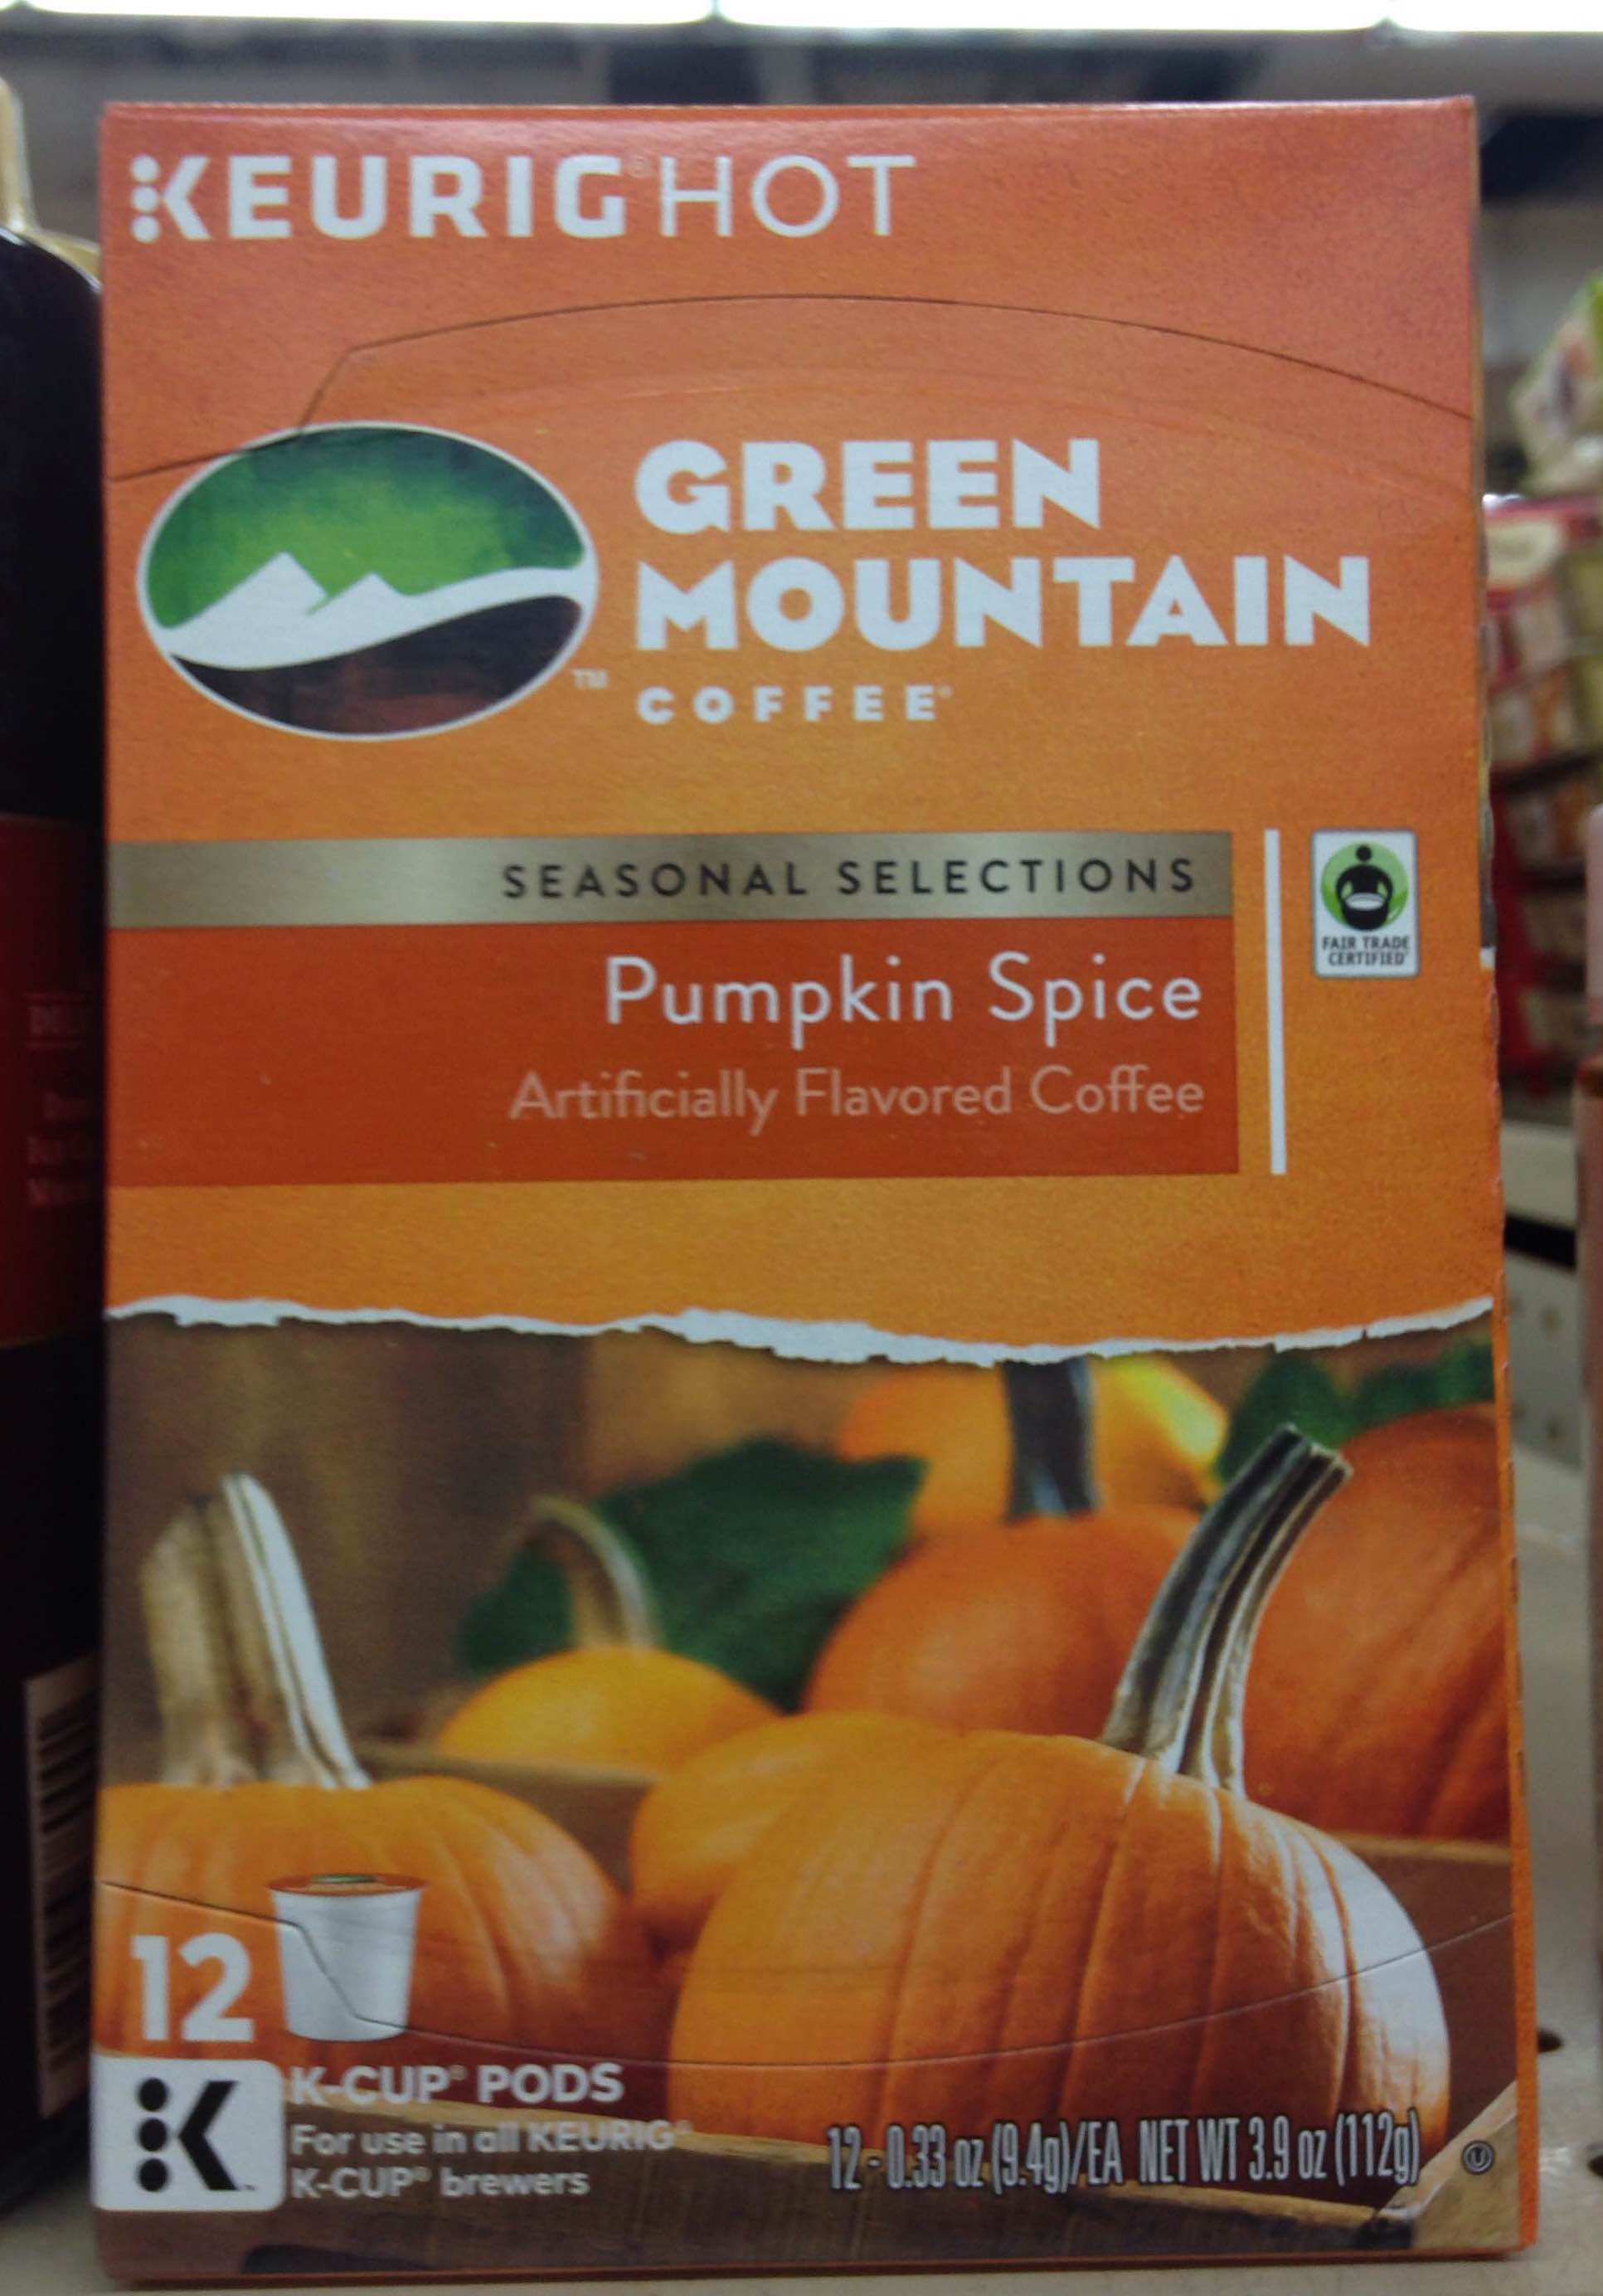 KEURIG® HOT
GREEN
MOUNTAIN
COFFEE®
TM
SEASONAL SELECTIONS
Pumpkin Spice
Artificially Flavored Coffee
FAIR TRADE
CERTIFIED
12
K-CUP® PODS
For use in all KEURIG®
K-CUP® brewers
K
12 - 0.33 oz (9.4g)/EA NET WT 3.9 oz (112g)
U